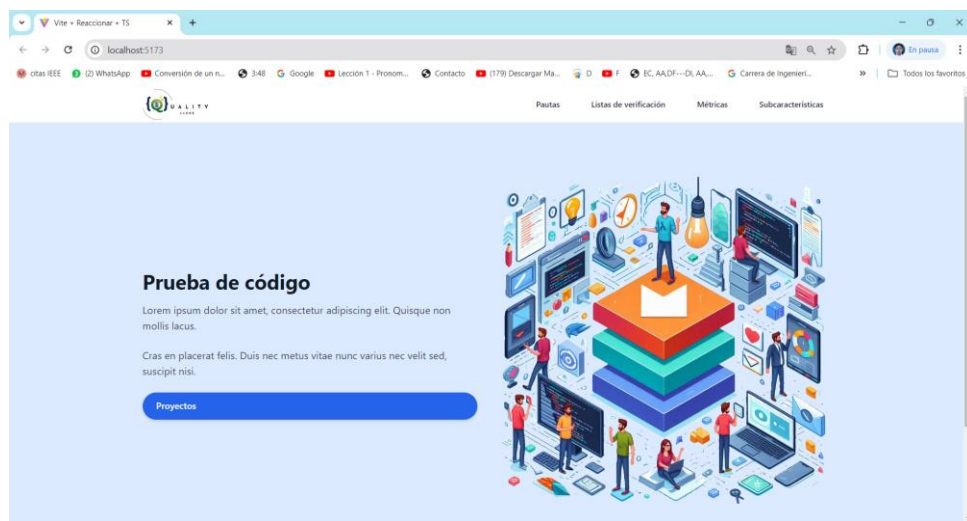 Vite + Reaccionar + TS
localhost:5173
En pausa
citas IEEE
(2) WhatsApp
Conversión de un n...
3:48
Google
Lección 1 - Pronom...
Contacto
(179) Descargar Ma...
D
F
EC, AA,DF---DI, AA,...
Carrera de Ingenierí...
Todos los favoritos
{Q}UALITY
Pautas
Listas de verificación
Métricas
Subcaracterísticas
Prueba de código
Lorem ipsum dolor sit amet, consectetur adipiscing elit. Quisque non
mollis lacus.
Cras en placerat felis. Duis nec metus vitae nunc varius nec velit sed,
suscipit nisi.
Proyectos